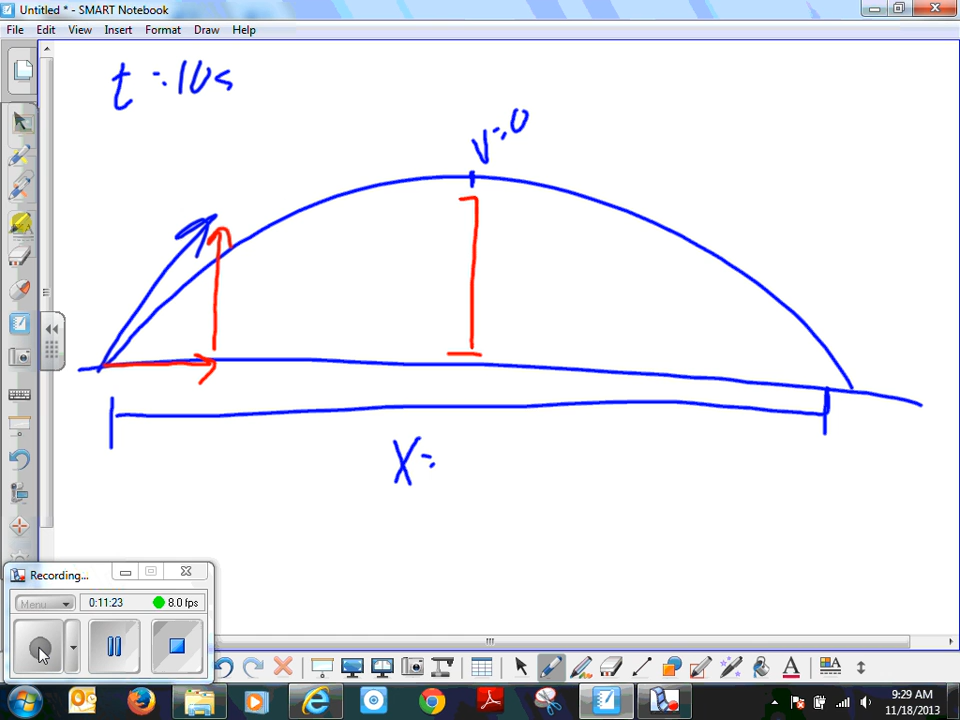 Untitled * - SMART Notebook
File Edit View Insert Format Draw Help
t = 10s
v=0
X=
Recording...
Menu
0:11:23
8.0 fps
9:29 AM
11/18/2013